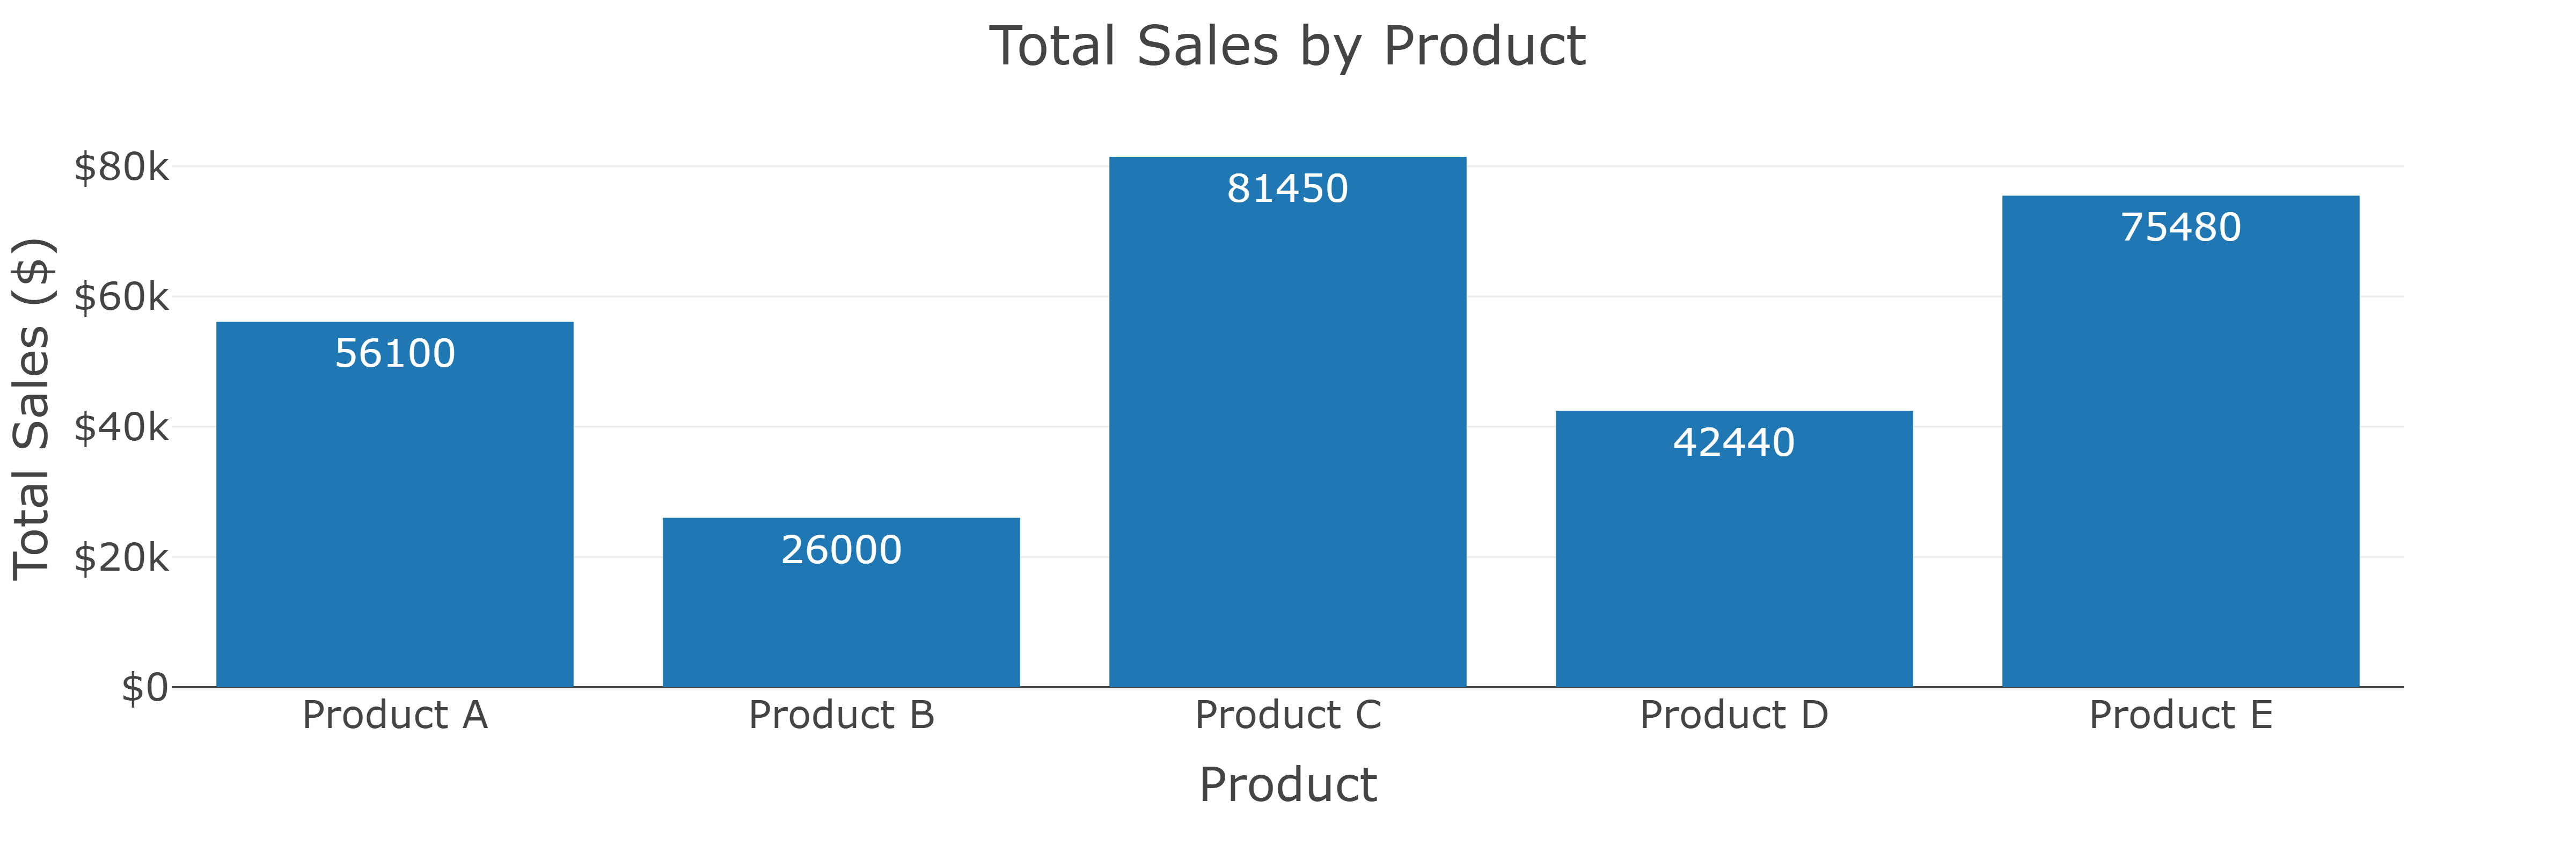 Total Sales by Product
Total Sales ($)
$80k
$60k
$40k
$20k
$0
56100
26000
81450
42440
75480
Product A
Product B
Product C
Product D
Product E
Product